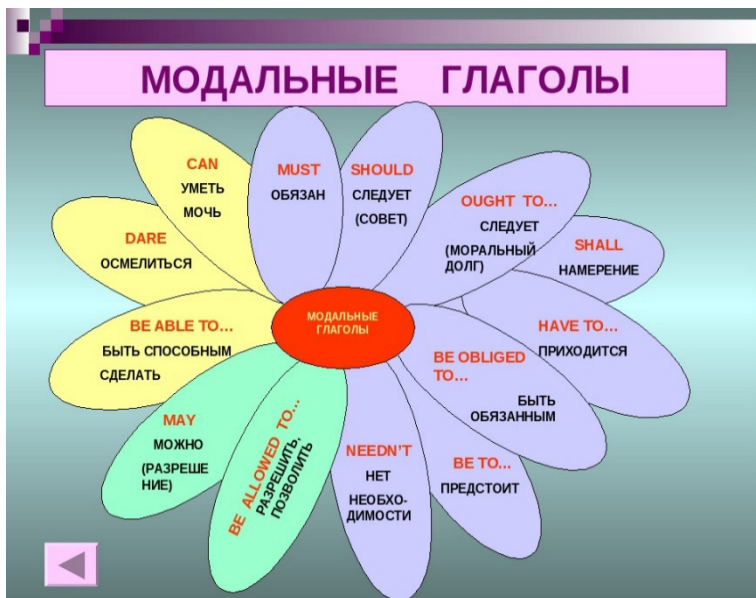 МОДАЛЬНЫЕ ГЛАГОЛЫ
CAN
УМЕТЬ
МОЧЬ
MUST
ОБЯЗАН
SHOULD
СЛЕДУЕТ
(СОВЕТ)
OUGHT TO...
СЛЕДУЕТ
(МОРАЛЬНЫЙ
ДОЛГ)
SHALL
НАМЕРЕНИЕ
HAVE TO...
ПРИХОДИТСЯ
BE OBLIGED
TO...
БЫТЬ
ОБЯЗАННЫМ
BE TO...
ПРЕДСТОИТ
NEEDN'T
НЕТ
НЕОБХО-
ДИМОСТИ
BE ALLOWED TO...
РАЗРЕШИТЬ,
ПОЗВОЛИТЬ
MAY
МОЖНО
(РАЗРЕШЕ
НИЕ)
BE ABLE TO...
БЫТЬ СПОСОБНЫМ
СДЕЛАТЬ
DARE
ОСМЕЛИТЬСЯ
МОДАЛЬНЫЕ
ГЛАГОЛЫ